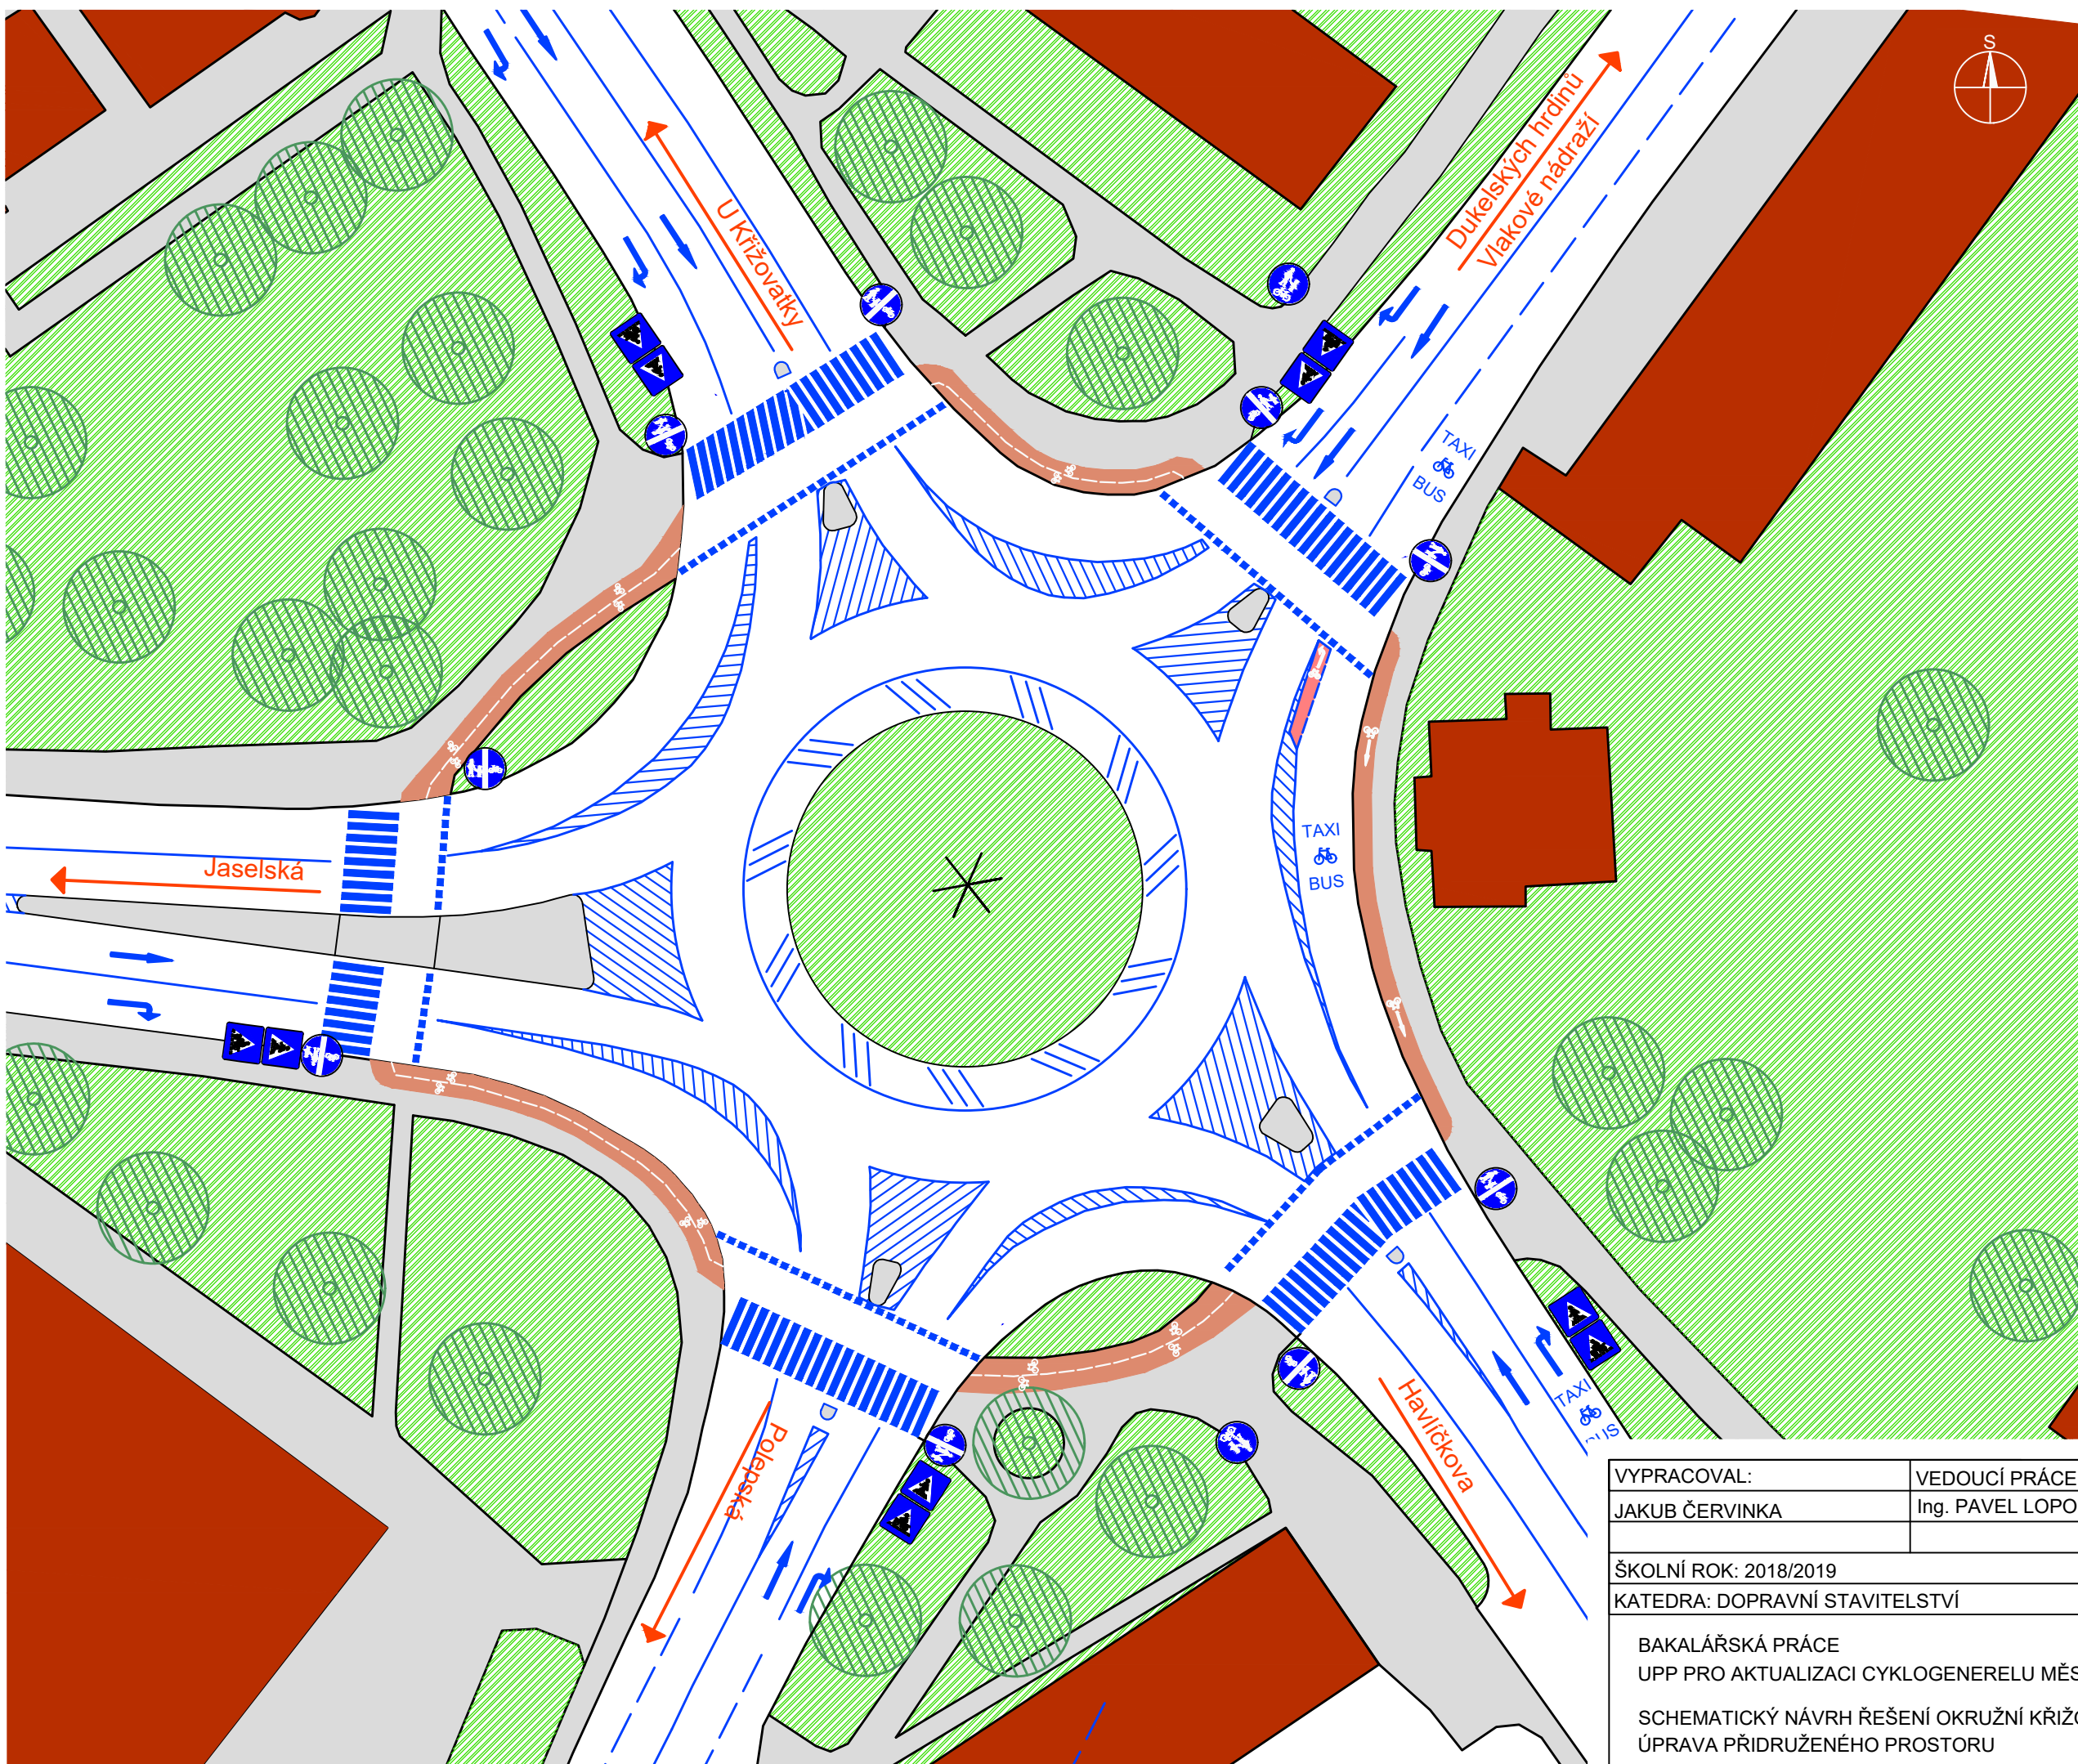 S
Dukelských hrdinů
Vlakové nádraží
U Křižovatky
TAXI
BUS
Jaselská
TAXI
BUS
Havlíčkova
TAXI
BUS
Polepská
VYPRACOVAL:
VEDOUCÍ PRÁCE
JAKUB ČERVINKA
Ing. PAVEL LOPO
ŠKOLNÍ ROK: 2018/2019
KATEDRA: DOPRAVNÍ STAVITELSTVÍ
BAKALÁŘSKÁ PRÁCE
UPP PRO AKTUALIZACI CYKLOGENERELU MĚS
SCHEMATICKÝ NÁVRH ŘEŠENÍ OKRUŽNÍ KŘIŽO
ÚPRAVA PŘIDRUŽENÉHO PROSTORU